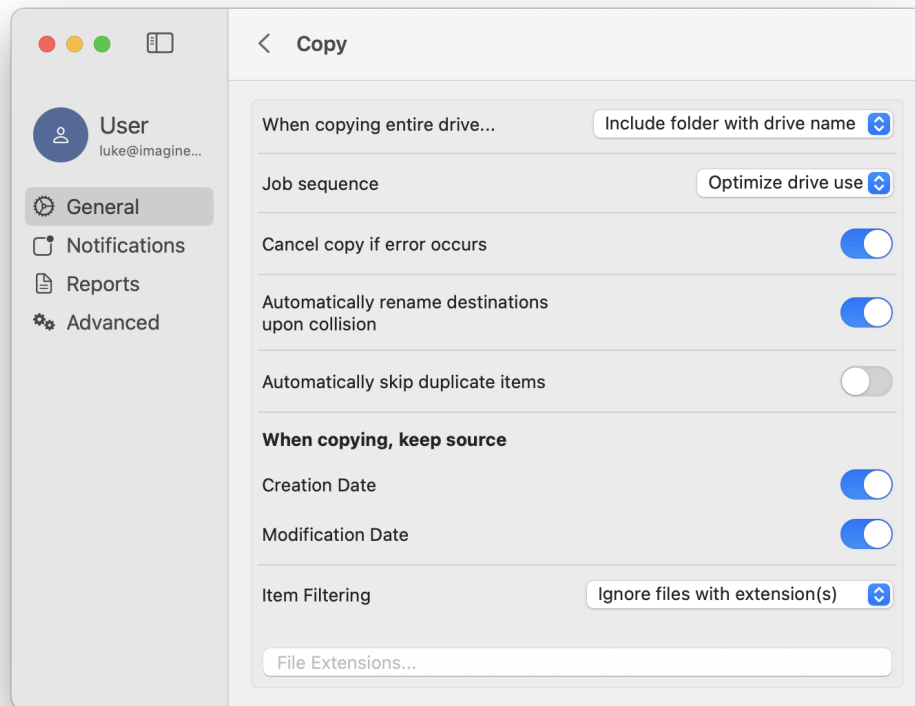 Copy
User
luke@imagine...
General
Notifications
Reports
Advanced
When copying entire drive...
Include folder with drive name
Job sequence
Optimize drive use
Cancel copy if error occurs
Automatically rename destinations
upon collision
Automatically skip duplicate items
When copying, keep source
Creation Date
Modification Date
Item Filtering
Ignore files with extension(s)
File Extensions...